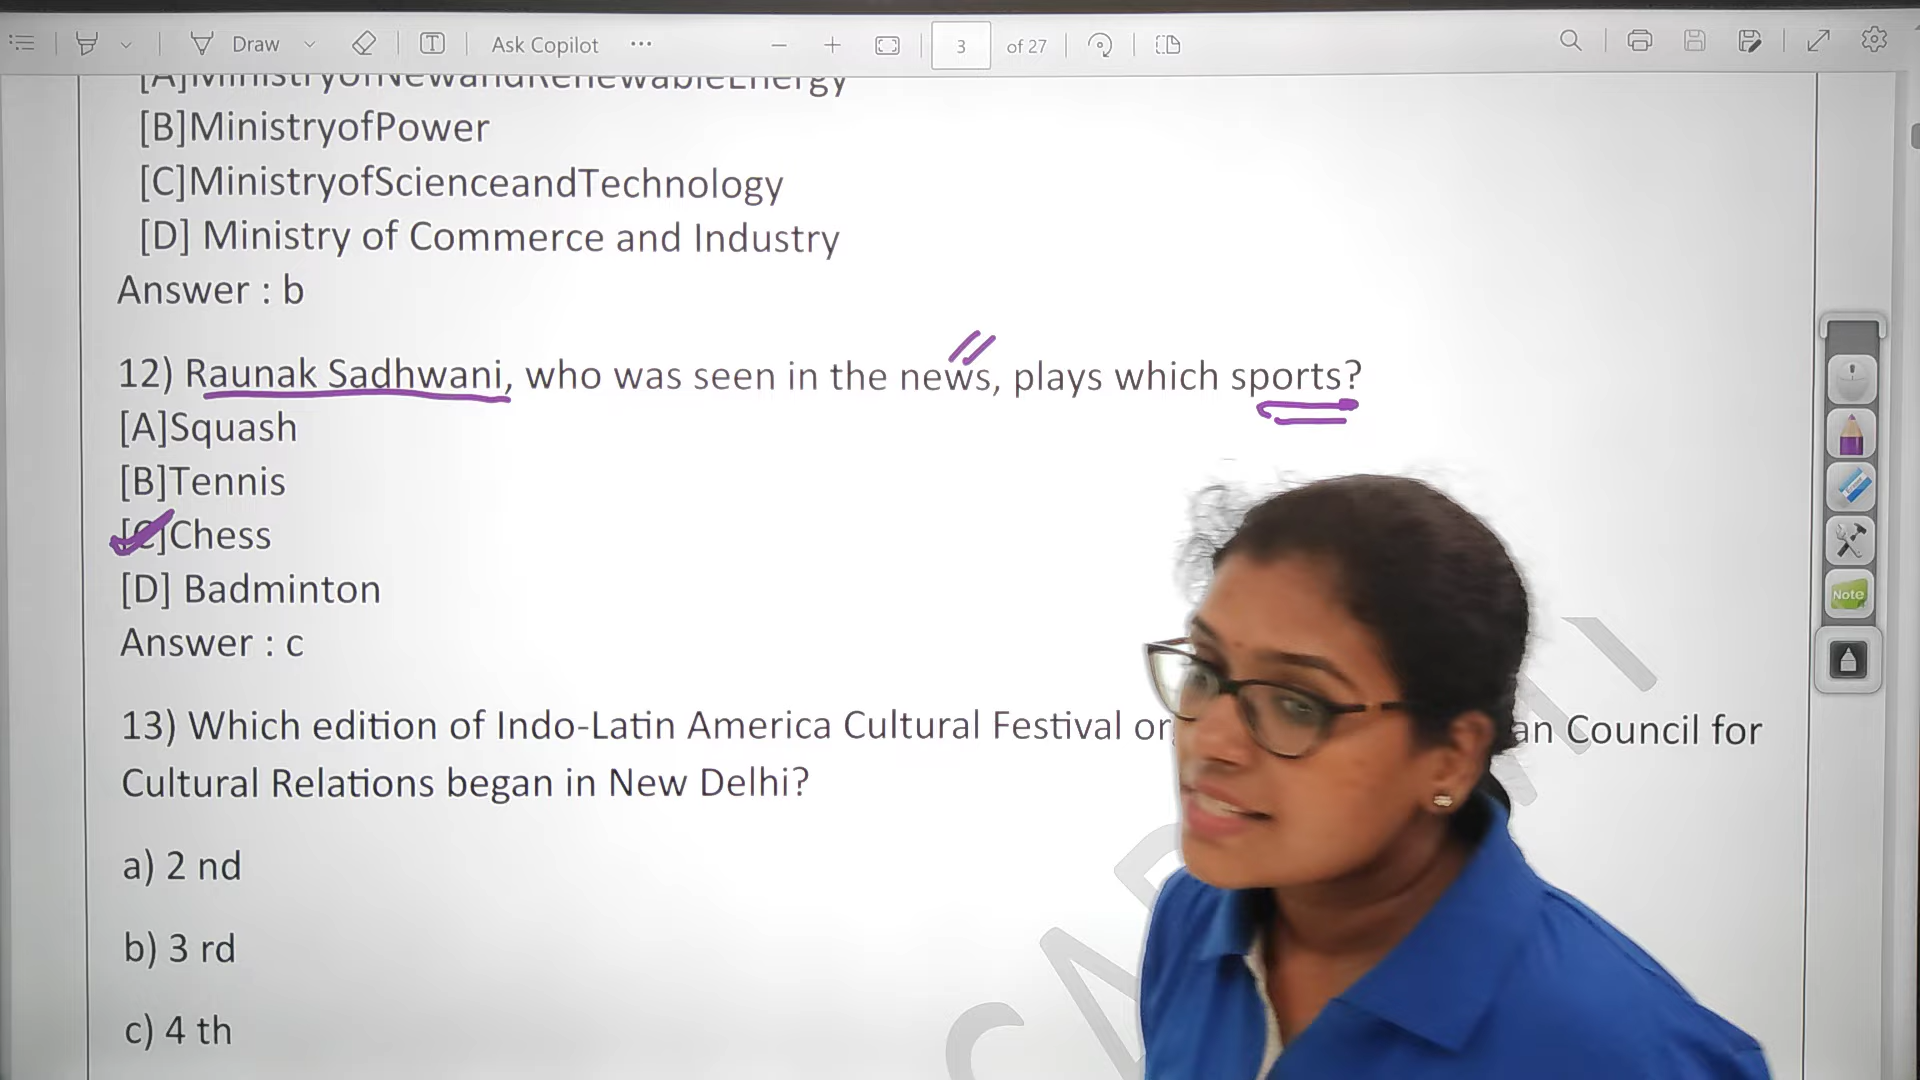 Draw
Ask Copilot
3 of 27
[A]MinistryofNewandRenewableEnergy
[B]MinistryofPower
[C]MinistryofScienceandTechnology
[D] Ministry of Commerce and Industry
Answer : b
12) Raunak Sadhwani, who was seen in the news, plays which sports?
[A]Squash
[B]Tennis
[C]Chess
[D] Badminton
Answer : c
13) Which edition of Indo-Latin America Cultural Festival Council for
Cultural Relations began in New Delhi?
a) 2 nd
b) 3 rd
c) 4 th
Note